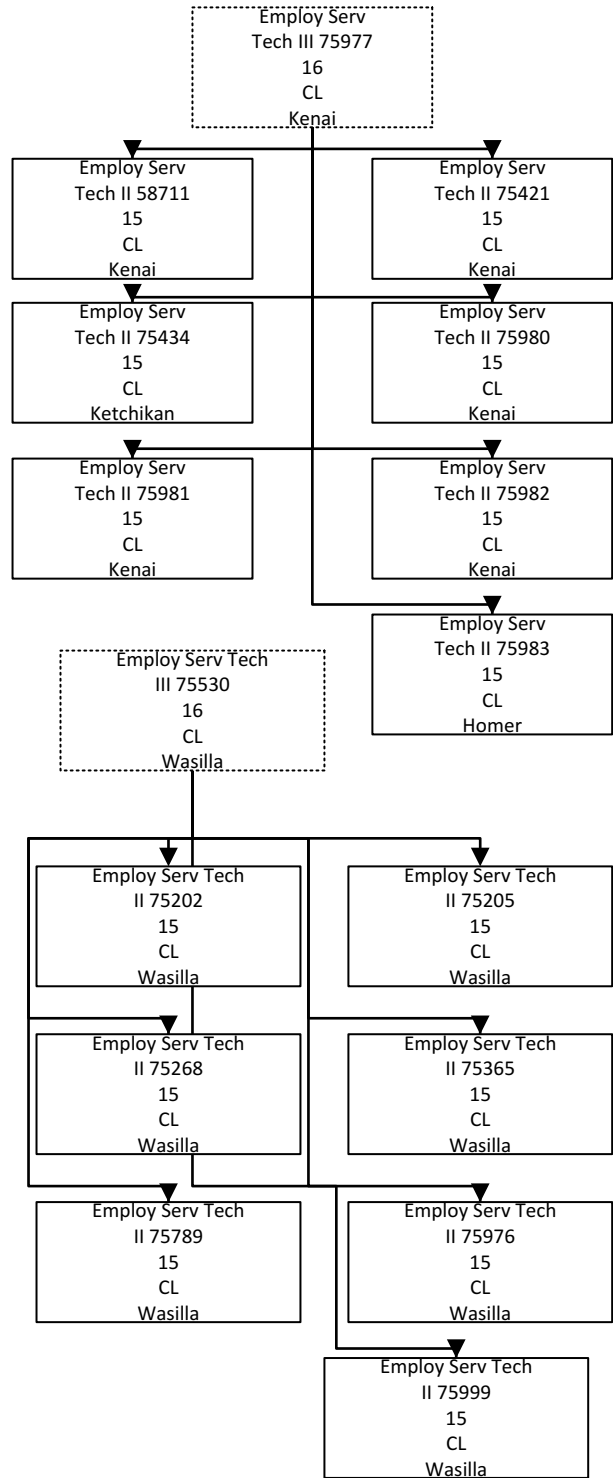 Employ Serv
Tech III 75977
16
CL
Kenai
Employ Serv
Tech II 58711
15
CL
Kenai
Employ Serv
Tech II 75421
15
CL
Kenai
Employ Serv
Tech II 75434
15
CL
Ketchikan
Employ Serv
Tech II 75980
15
CL
Kenai
Employ Serv
Tech II 75981
15
CL
Kenai
Employ Serv
Tech II 75982
15
CL
Kenai
Employ Serv
Tech II 75983
15
CL
Homer
Employ Serv Tech
III 75530
16
CL
Wasilla
Employ Serv Tech
II 75202
15
CL
Wasilla
Employ Serv Tech
II 75205
15
CL
Wasilla
Employ Serv Tech
II 75268
15
CL
Wasilla
Employ Serv Tech
II 75365
15
CL
Wasilla
Employ Serv Tech
II 75789
15
CL
Wasilla
Employ Serv Tech
II 75976
15
CL
Wasilla
Employ Serv Tech
II 75999
15
CL
Wasilla